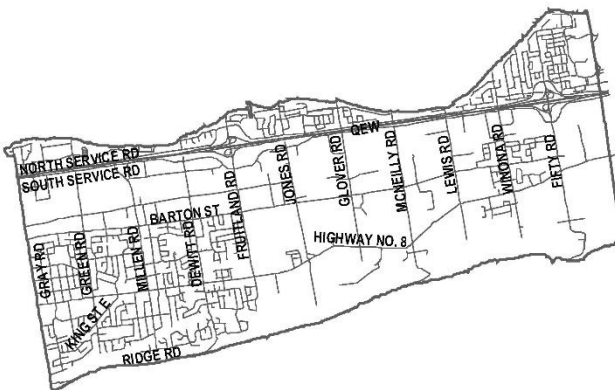 QEW
NORTH SERVICE RD
SOUTH SERVICE RD
BARTON ST
HIGHWAY NO. 8
GRAY RD
GREEN RD
MILLEN RD
DEWITT RD
FRUITLAND RD
JONES RD
GLOVER RD
MCNEILLY RD
LEWIS RD
WINONA RD
FIFTY RD
KING ST E
RIDGE RD